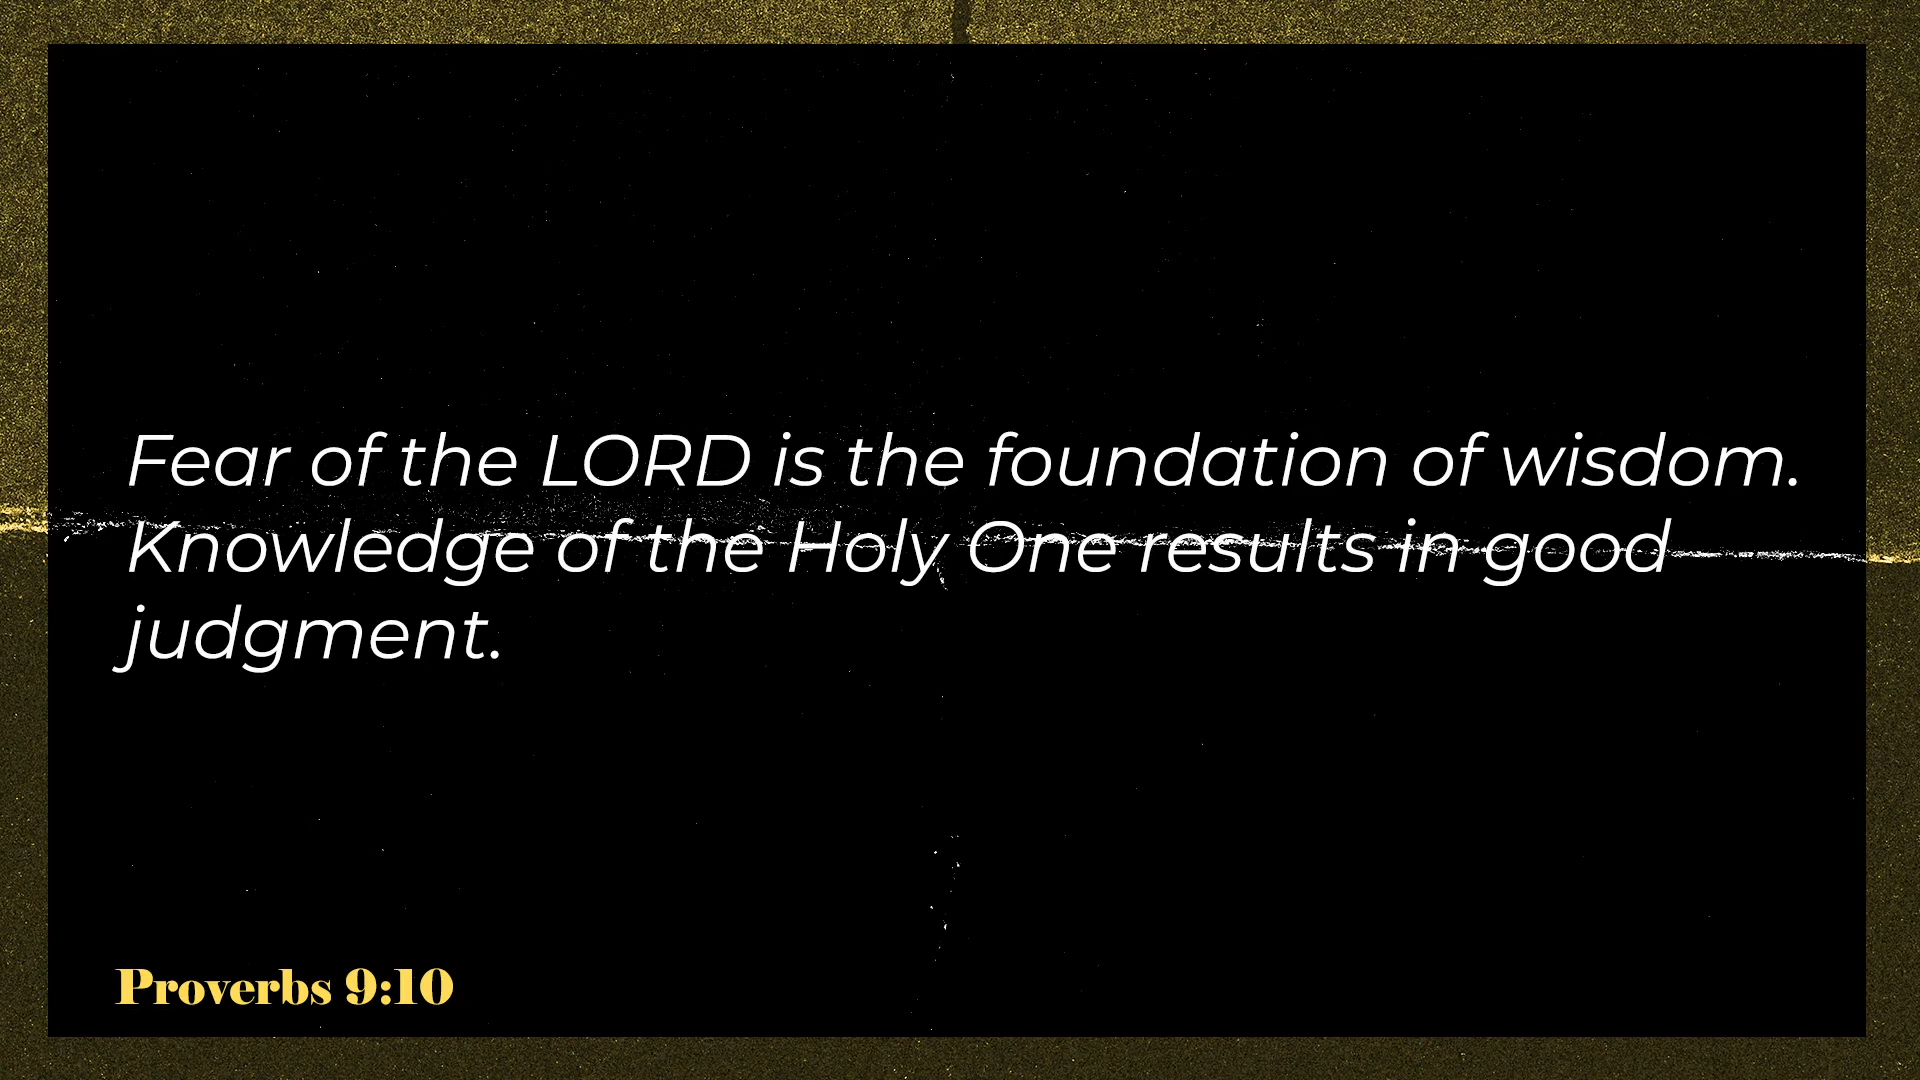 Fear of the LORD is the foundation of wisdom.
Knowledge of the Holy One results in good
judgment.
Proverbs 9:10